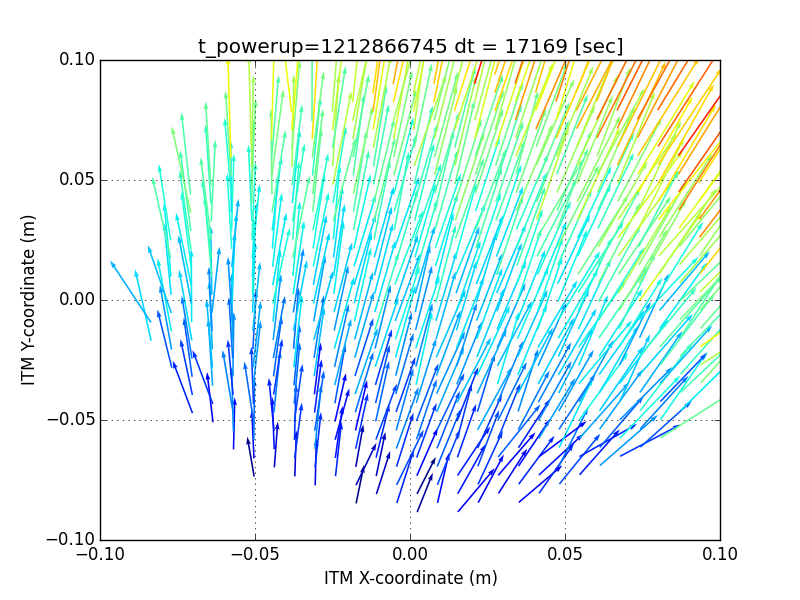 t_powerup=1212866745 dt = 17169 [sec]
0.10
0.05
0.00
−0.05
−0.10
ITM Y-coordinate (m)
−0.10 −0.05 0.00 0.05 0.10
ITM X-coordinate (m)